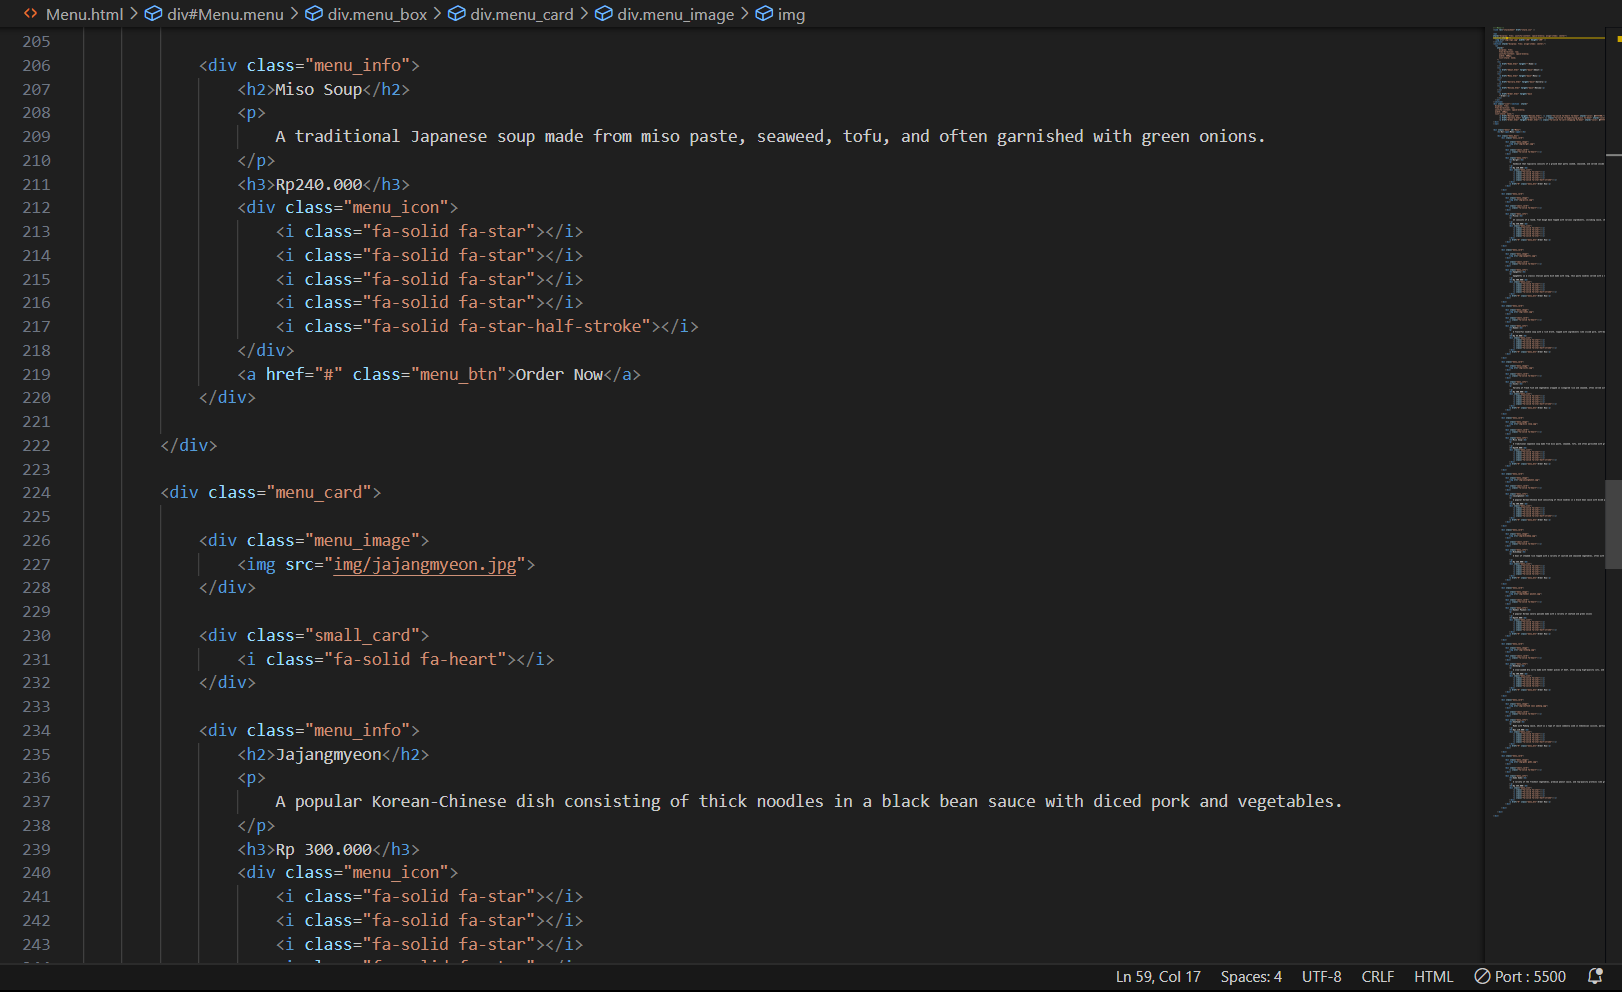 Menu.html > div#Menu.menu > div.menu_box > div.menu_card > div.menu_image > img
205
206 <div class="menu_info">
207 <h2>Miso Soup</h2>
208 <p>
209 A traditional Japanese soup made from miso paste, seaweed, tofu, and often garnished with green onions.
210 </p>
211 <h3>Rp240.000</h3>
212 <div class="menu_icon">
213 <i class="fa-solid fa-star"></i>
214 <i class="fa-solid fa-star"></i>
215 <i class="fa-solid fa-star"></i>
216 <i class="fa-solid fa-star"></i>
217 <i class="fa-solid fa-star-half-stroke"></i>
218 </div>
219 <a href="#" class="menu_btn">Order Now</a>
220 </div>
221
222 </div>
223
224 <div class="menu_card">
225
226 <div class="menu_image">
227 <img src="img/jajangmyeon.jpg">
228 </div>
229
230 <div class="small_card">
231 <i class="fa-solid fa-heart"></i>
232 </div>
233
234 <div class="menu_info">
235 <h2>Jajangmyeon</h2>
236 <p>
237 A popular Korean-Chinese dish consisting of thick noodles in a black bean sauce with diced pork and vegetables.
238 </p>
239 <h3>Rp 300.000</h3>
240 <div class="menu_icon">
241 <i class="fa-solid fa-star"></i>
242 <i class="fa-solid fa-star"></i>
243 <i class="fa-solid fa-star"></i>
Ln 59, Col 17 Spaces: 4 UTF-8 CRLF HTML Port : 5500